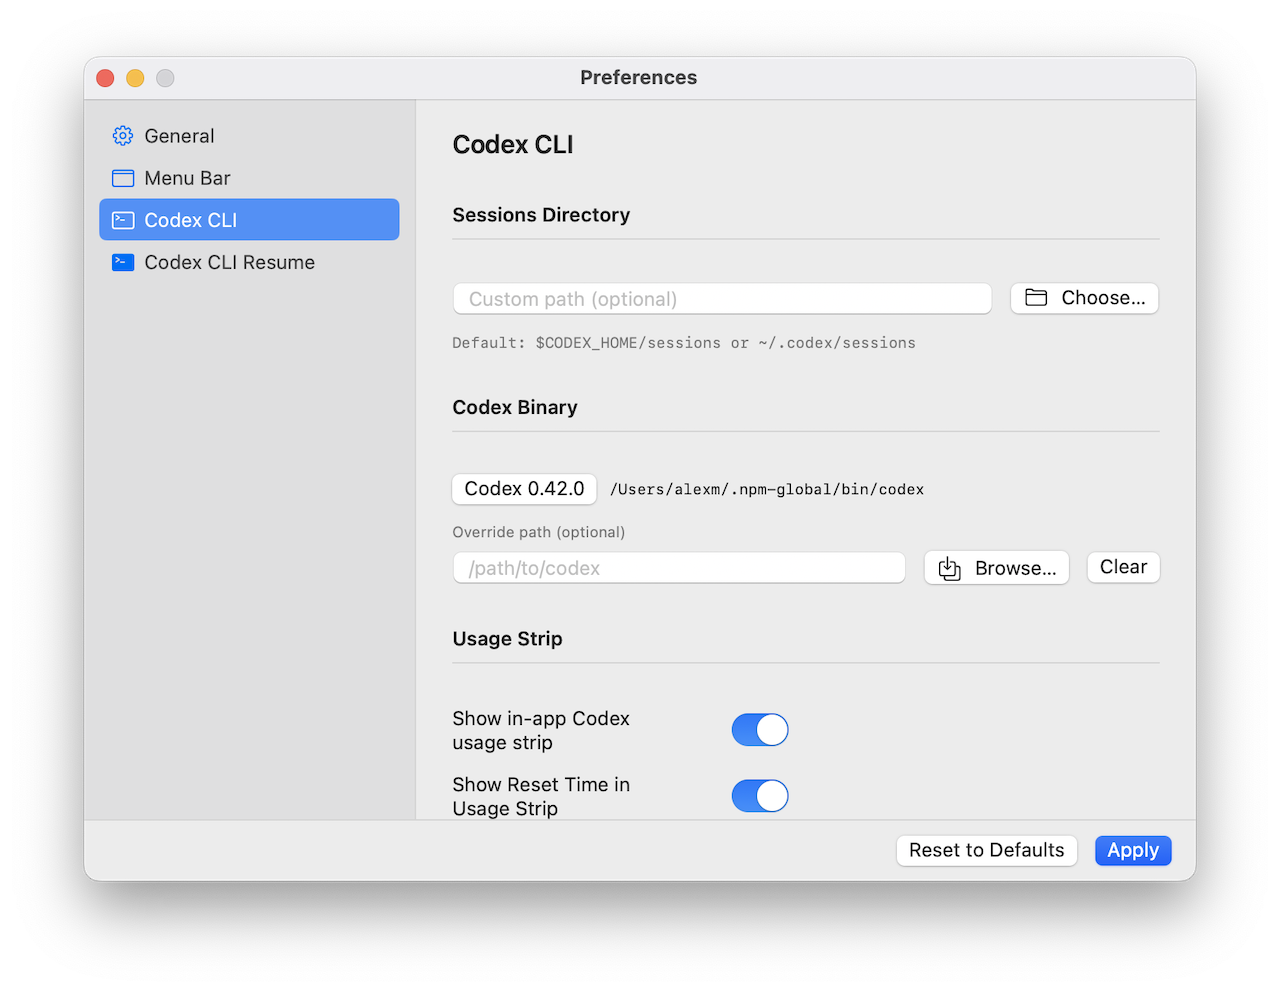 Preferences
General
Menu Bar
Codex CLI
Codex CLI Resume
Codex CLI
Sessions Directory
Custom path (optional)
Choose...
Default: $CODEX_HOME/sessions or ~/.codex/sessions
Codex Binary
Codex 0.42.0
/Users/alexm/.npm-global/bin/codex
Override path (optional)
/path/to/codex
Browse...
Clear
Usage Strip
Show in-app Codex
usage strip
Show Reset Time in
Usage Strip
Reset to Defaults
Apply